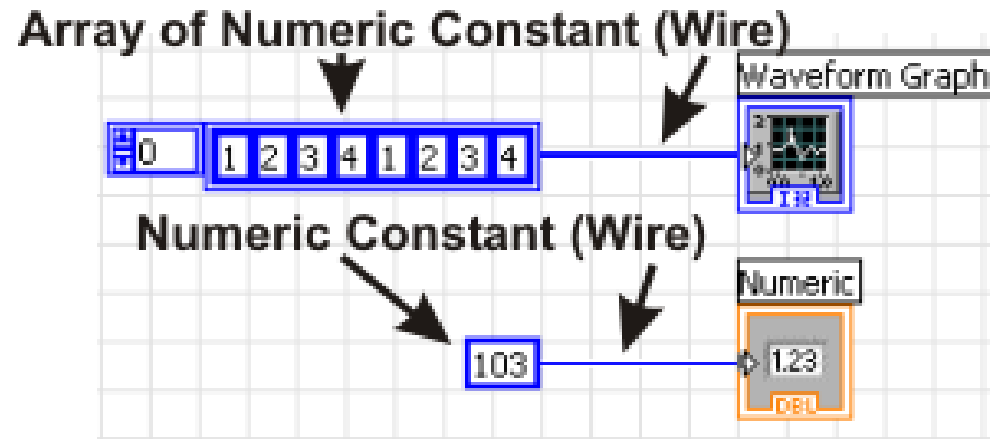 Array of Numeric Constant (Wire)
Waveform Graph
0 1 2 3 4 1 2 3 4
Numeric Constant (Wire)
Numeric
103
1.23
DBL